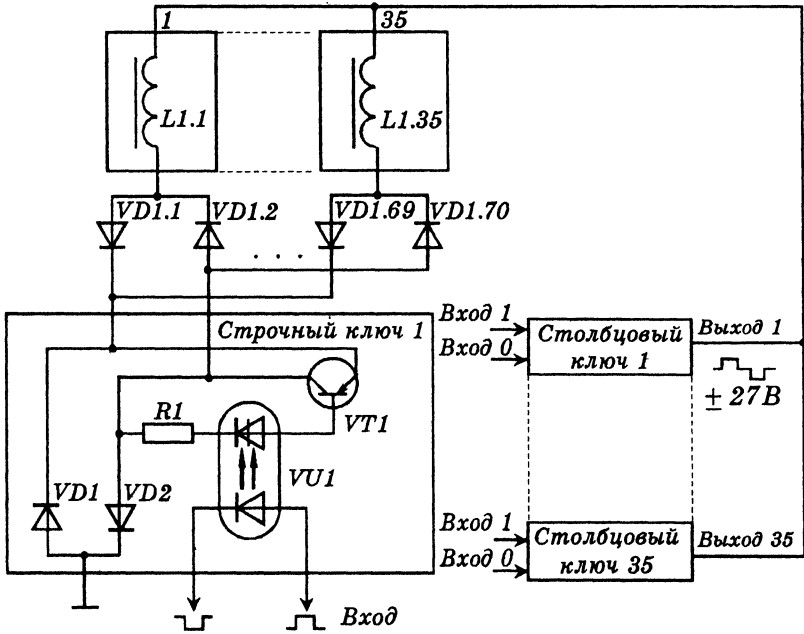 1
35
L1.1
L1.35
VD1.1
VD1.2
VD1.69
VD1.70
. . .
Строчный ключ 1
R1
VT1
VU1
VD1
VD2
Вход
Вход 1
Вход 0
Столбцовый
ключ 1
Выход 1
± 27В
Вход 1
Вход 0
Столбцовый
ключ 35
Выход 35